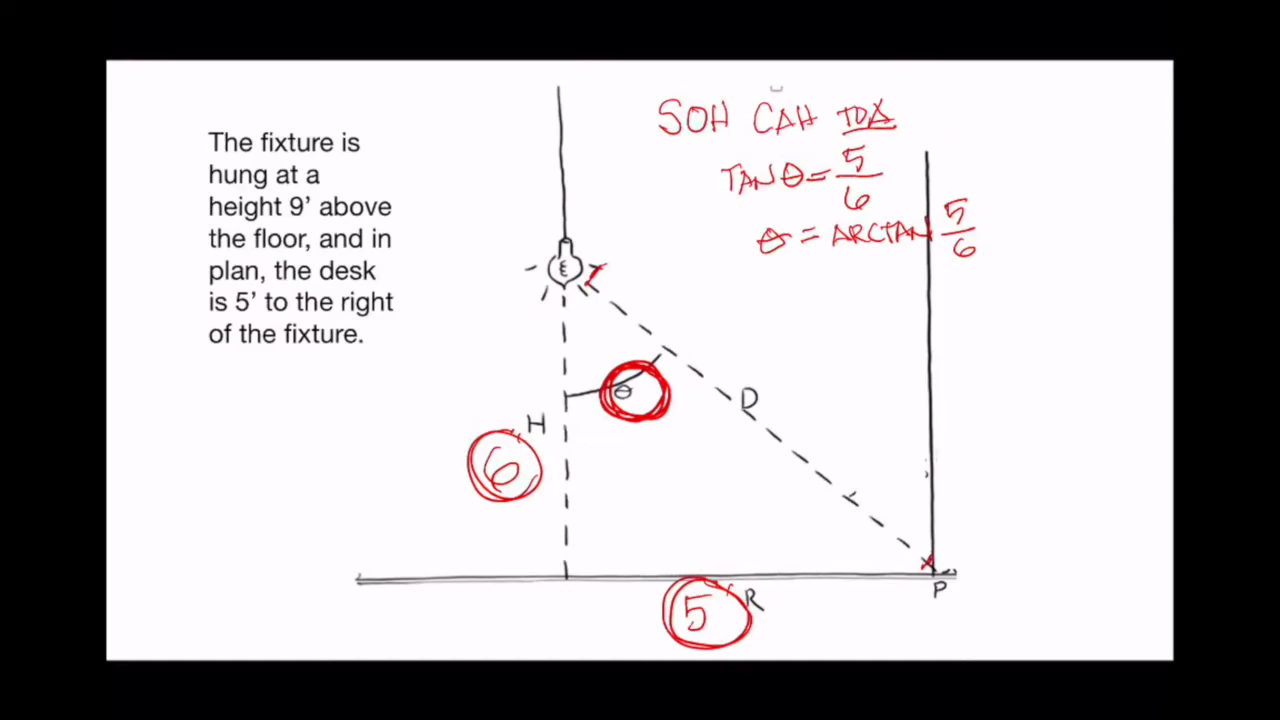 The fixture is
hung at a
height 9’ above
the floor, and in
plan, the desk
is 5’ to the right
of the fixture.
SOH CAH TOA
TAN θ = 5/6
θ = ARCTAN 5/6
θ
D
H
6
5
R
P